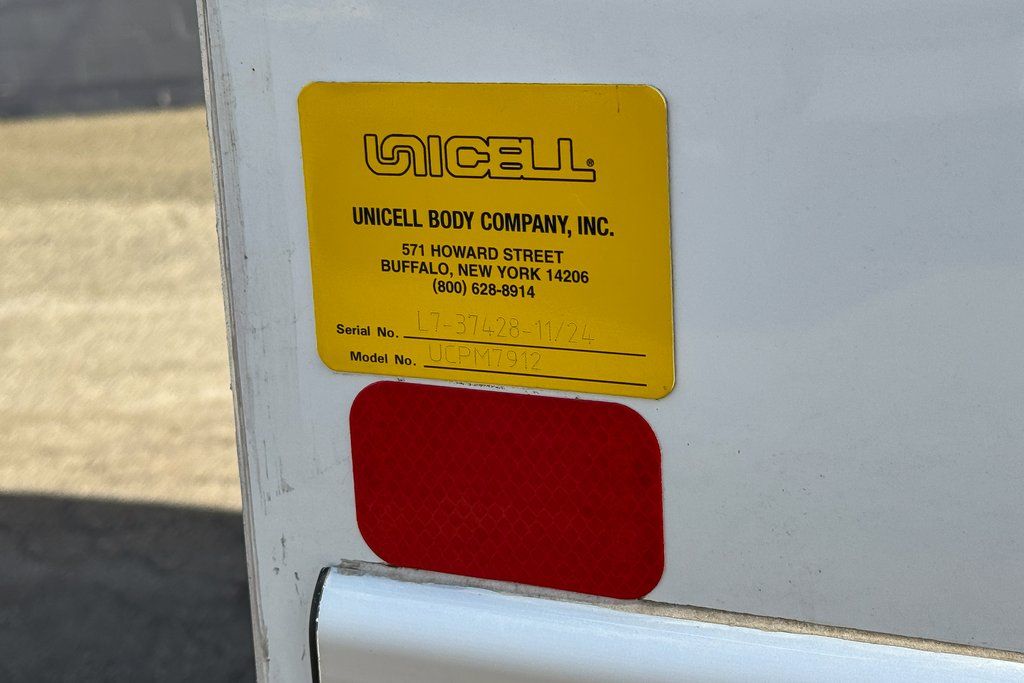 UNICELL®
UNICELL BODY COMPANY, INC.
571 HOWARD STREET
BUFFALO, NEW YORK 14206
(800) 628-8914
Serial No. L7-37428-11/24
Model No. UCPM7912